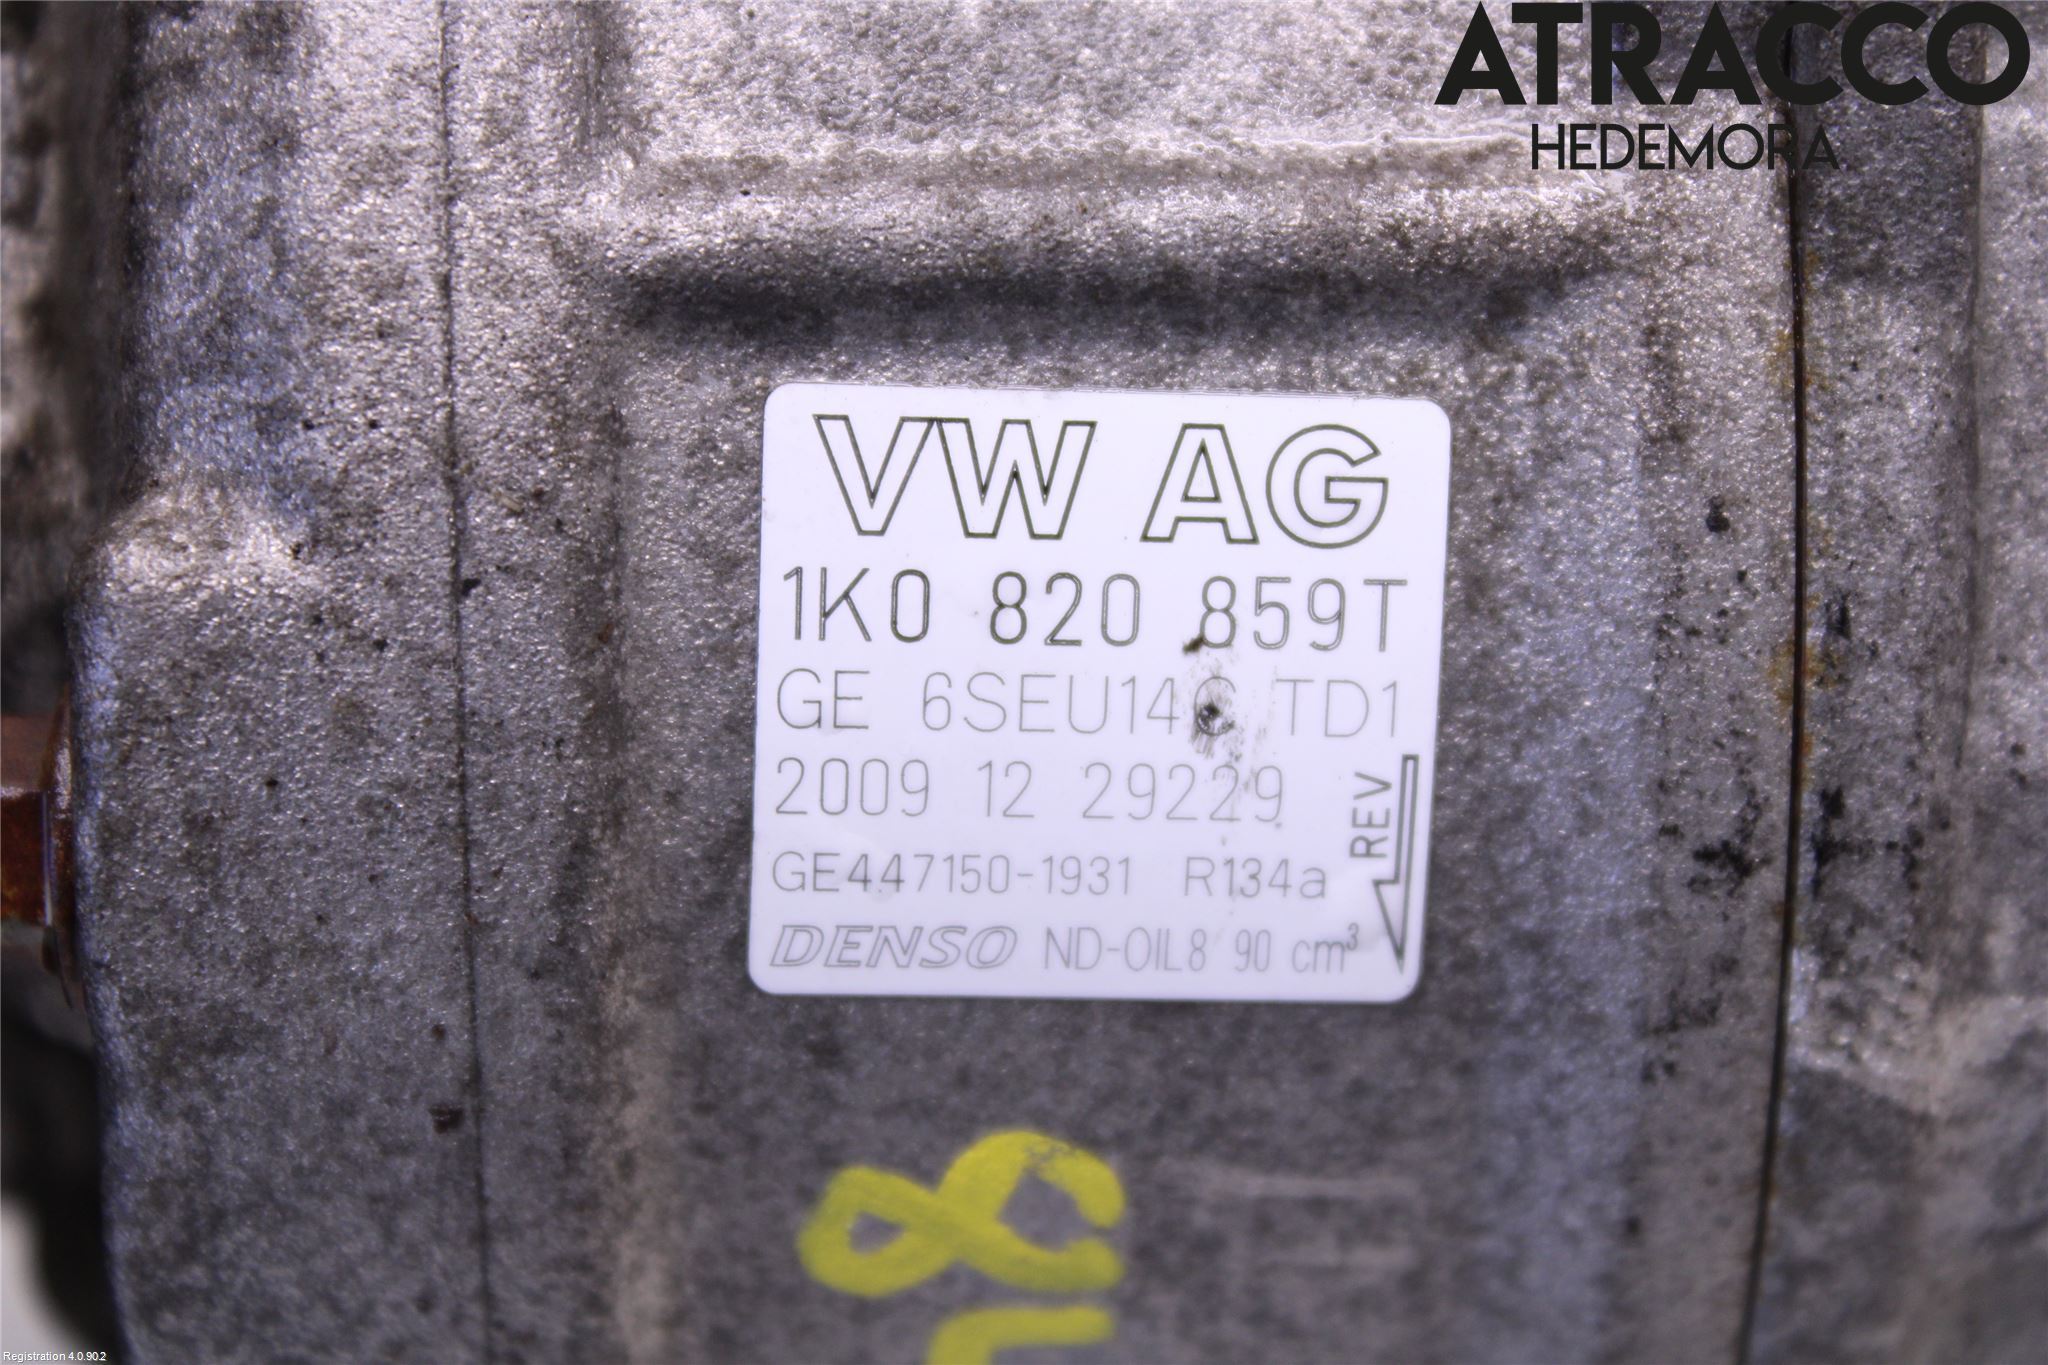 ATRACCO
HEDEMORA
VW AG
1K0 820 859T
GE 6SEU14C TD1
2009 12 29229
REV
GE447150-1931 R134a
DENSO ND-OIL8 90 cm³
8
Registration 4.0.90.2